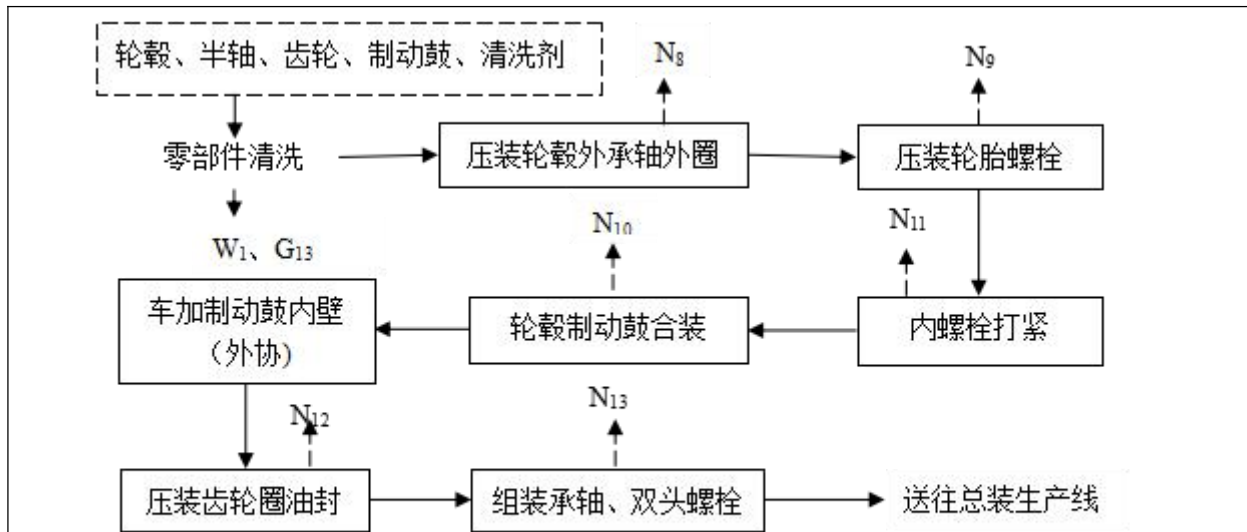 轮毂、半轴、齿轮、制动鼓、清洗剂
N8
N9
零部件清洗
压装轮毂外承轴外圈
压装轮胎螺栓
W1、G13
N10
N11
车加制动鼓内壁
（外协)
轮毂制动鼓合装
内螺栓打紧
N12
N13
压装齿轮圈油封
组装承轴、双头螺栓
送往总装生产线